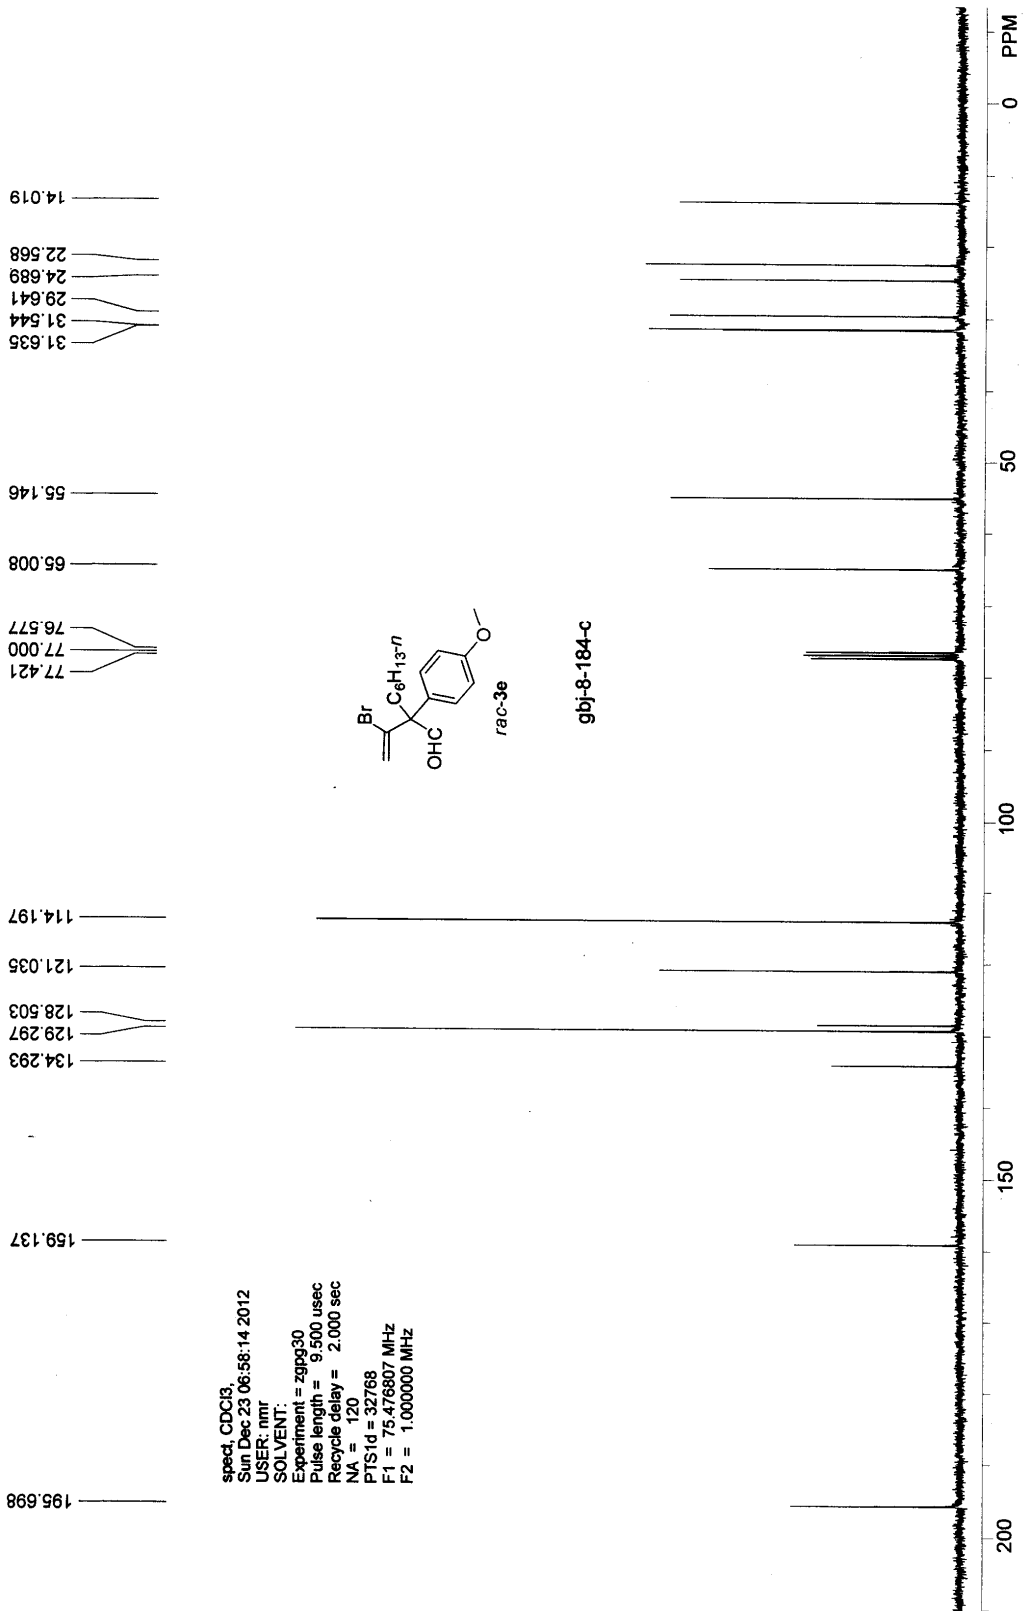 14.019
22.568
24.689
29.641
31.544
31.635
55.146
65.008
76.577
77.000
77.421
114.197
121.035
128.503
129.297
134.293
159.137
195.698
Br
C6H13-n
OHC
O
rac-3e
gbj-8-184-c
spect, CDCl3,
Sun Dec 23 06:58:14 2012
USER: nmr
SOLVENT:
Experiment = zgpg30
Pulse length = 9.500 usec
Recycle delay = 2.000 sec
NA = 120
PTS1d = 32768
F1 = 75.476807 MHz
F2 = 1.000000 MHz
200
150
100
50
0
PPM